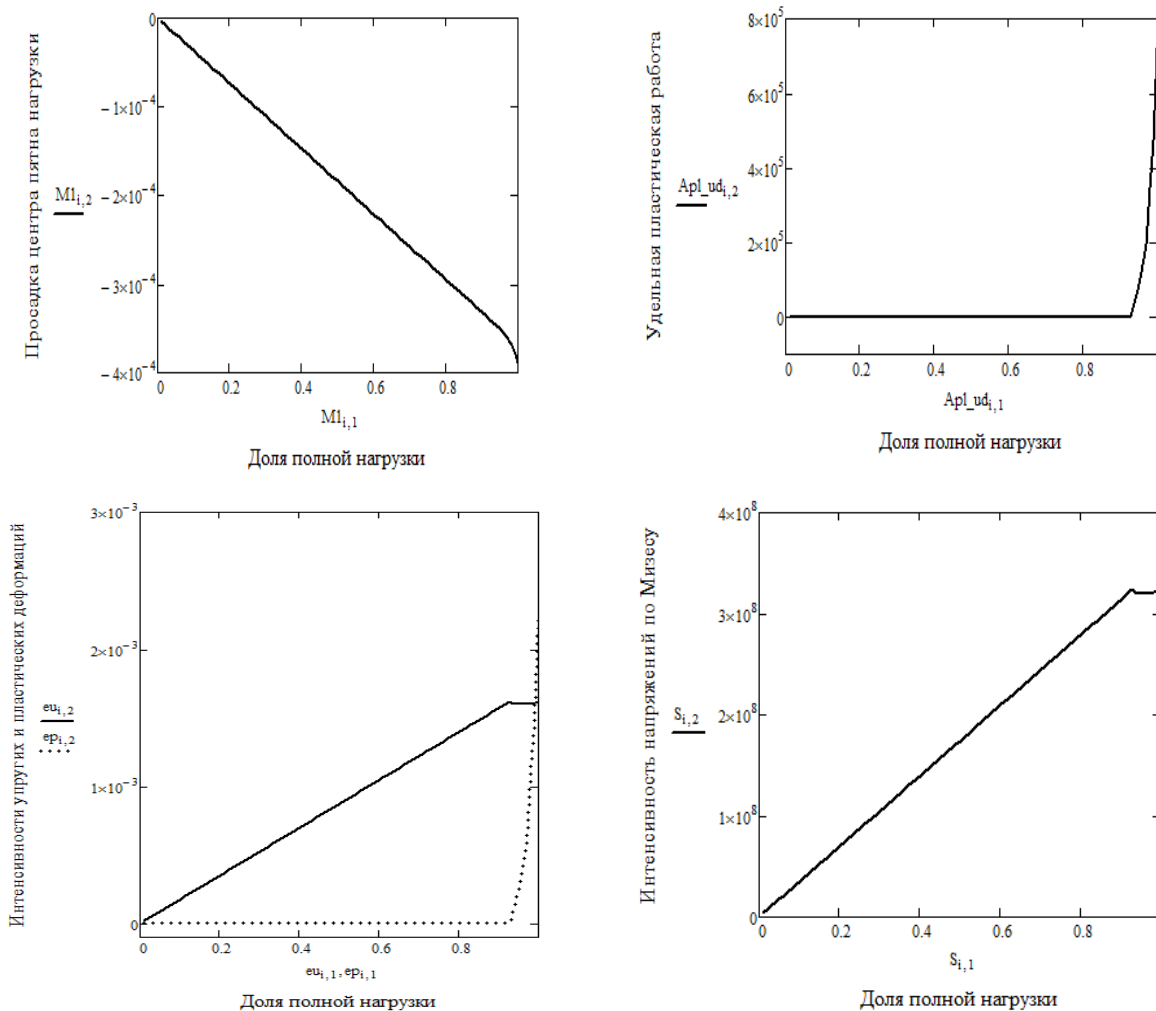 Просадка центра пятна нагрузки
M1i,2
0
−1×10−4
−2×10−4
−3×10−4
−4×10−4
0 0.2 0.4 0.6 0.8
M1i,1
Доля полной нагрузки
Удельная пластическая работа
Apl_udi,2
8×105
6×105
4×105
2×105
0
0 0.2 0.4 0.6 0.8
Apl_udi,1
Доля полной нагрузки
Интенсивности упругих и пластических деформаций
eui,2
epi,2
3×10−3
2×10−3
1×10−3
0
0 0.2 0.4 0.6 0.8
eui,1,epi,1
Доля полной нагрузки
Интенсивность напряжений по Мизесу
Si,2
4×108
3×108
2×108
1×108
0
0 0.2 0.4 0.6 0.8
Si,1
Доля полной нагрузки